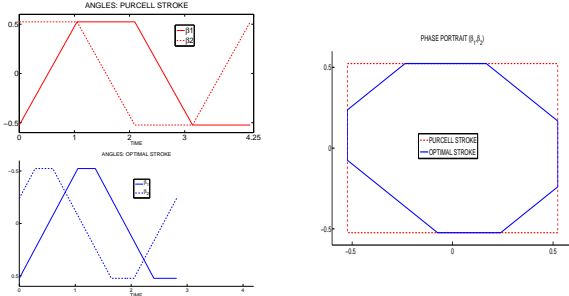 ANGLES: PURCELL STROKE
0.5
0
−0.5
β1
β2
0
1
2
3
4.25
TIME
ANGLES: OPTIMAL STROKE
−0.5
0
0.5
β₁
β₂
0
1
2
3
4
TIME
PHASE PORTRAIT (β₁,β₂)
0.5
0
−0.5
PURCELL STROKE
OPTIMAL STROKE
−0.5
0
0.5